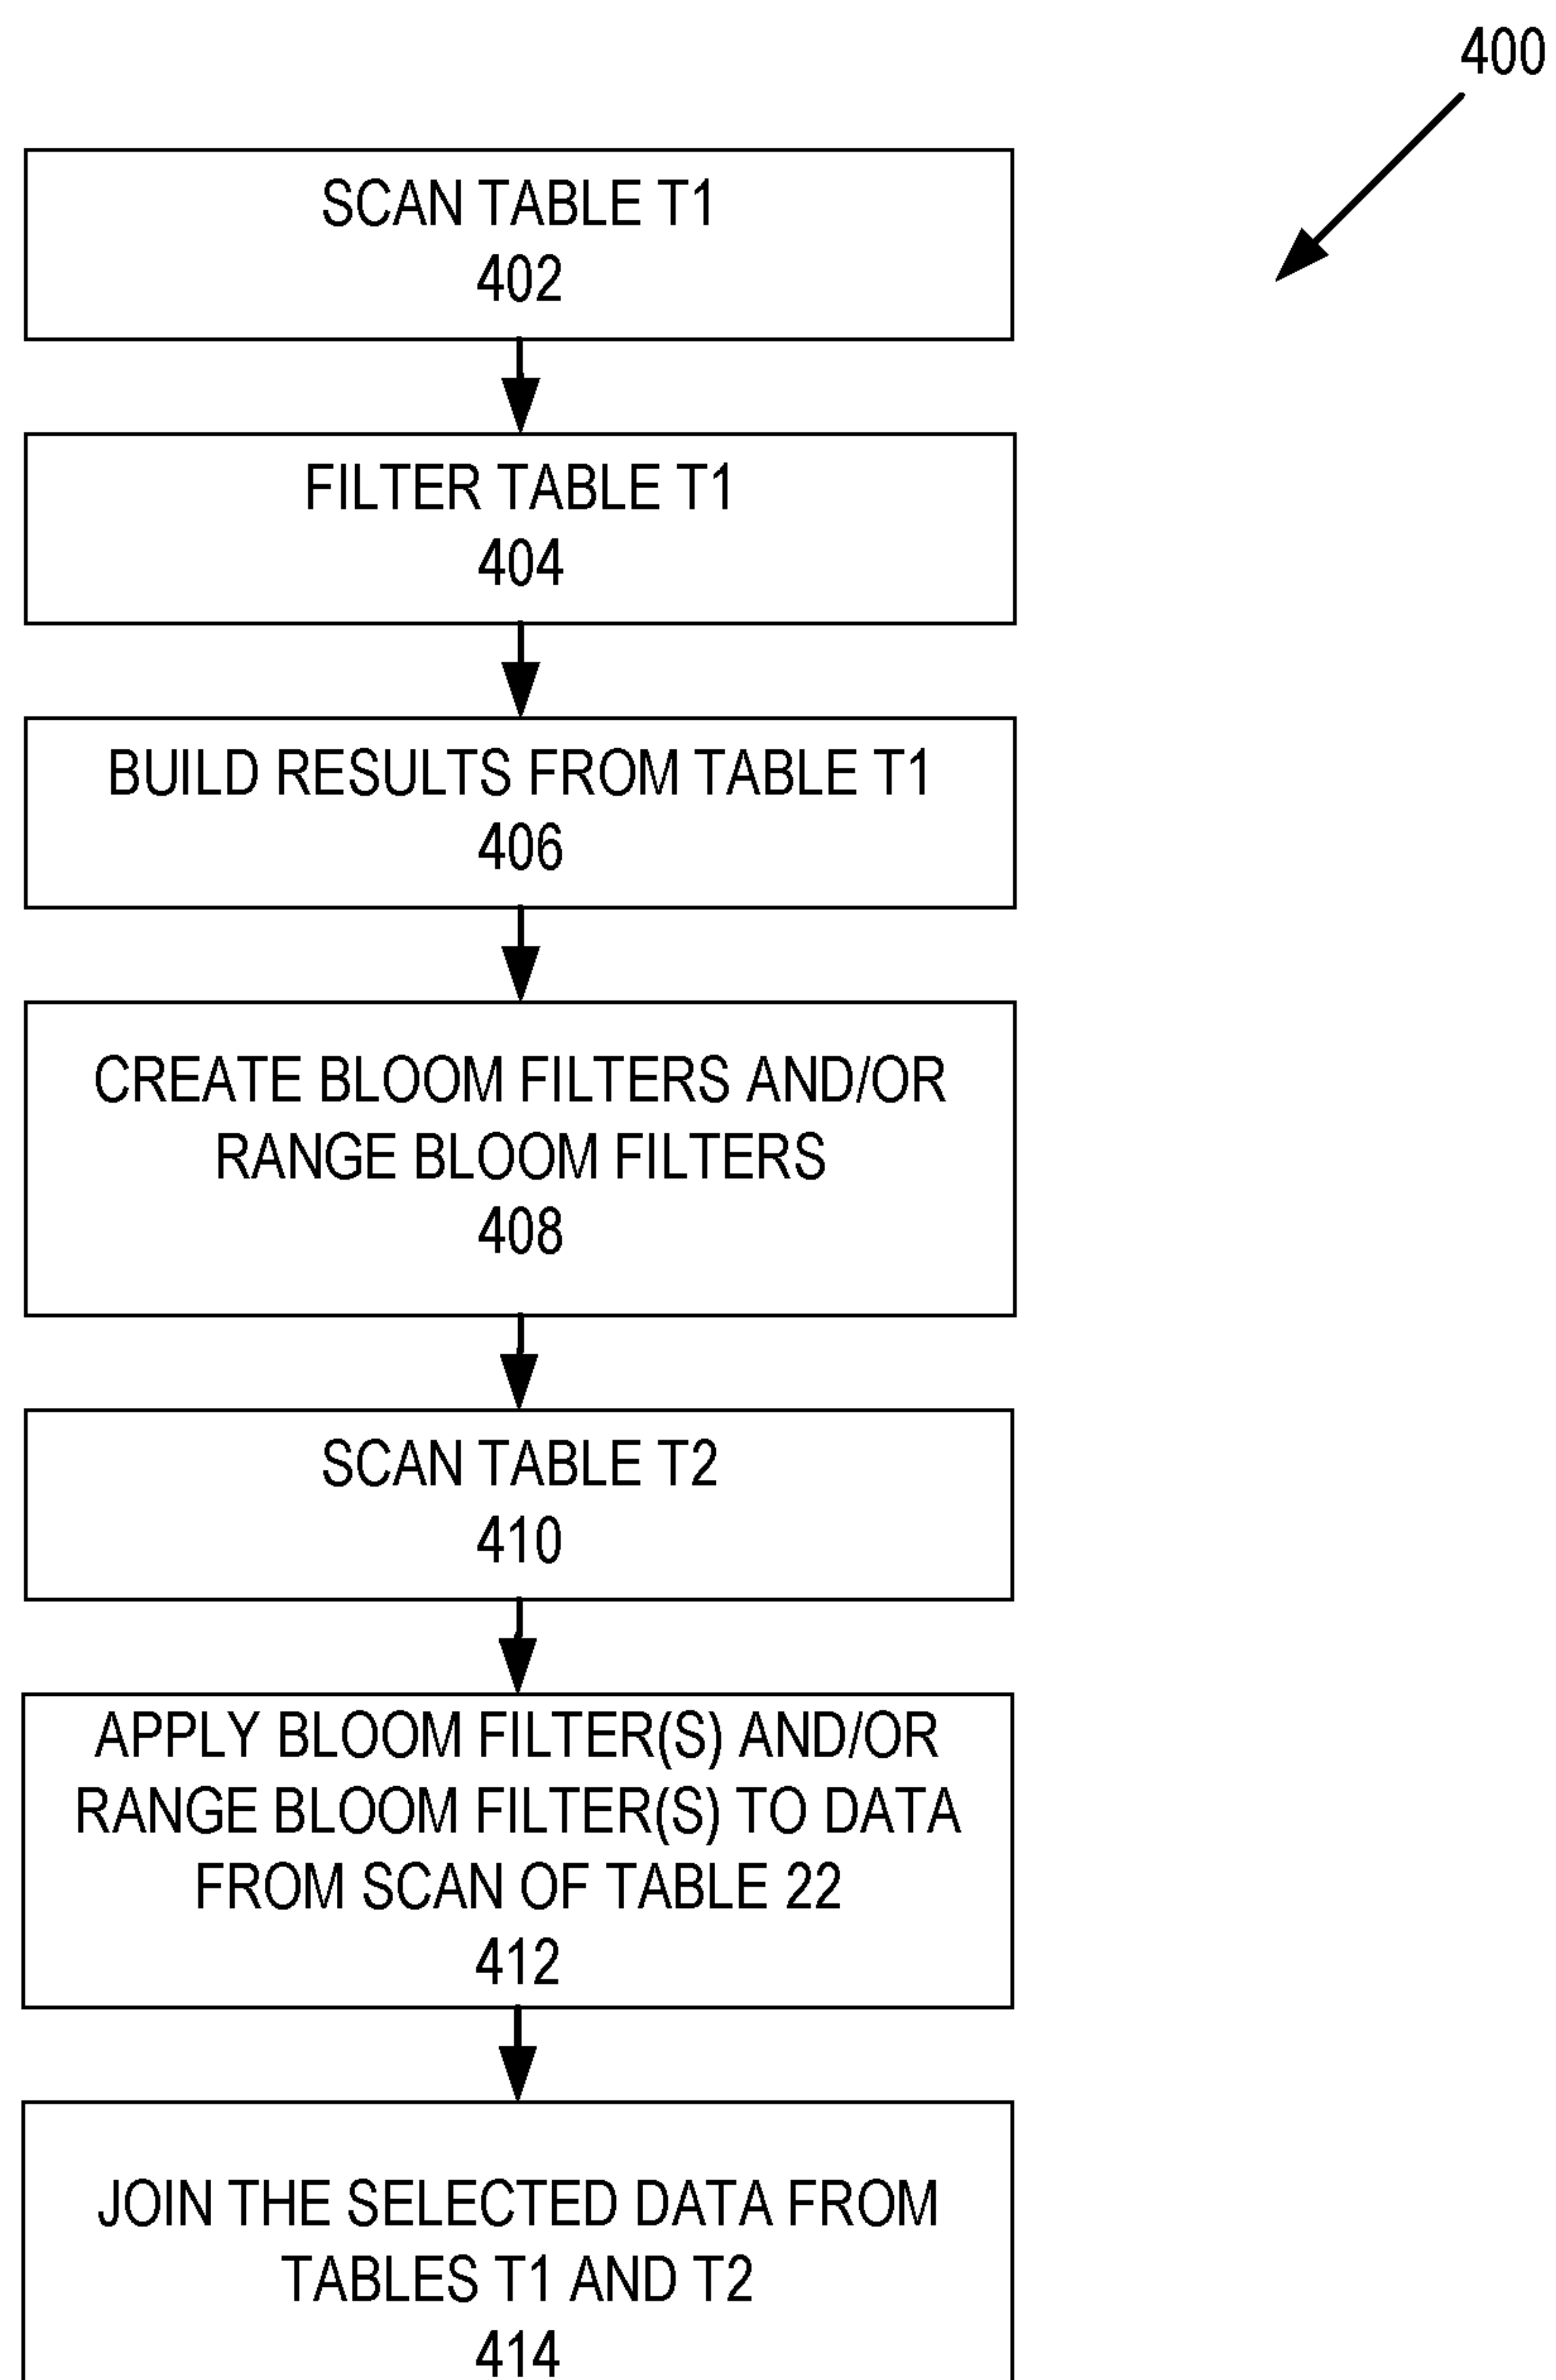 400
SCAN TABLE T1
402
FILTER TABLE T1
404
BUILD RESULTS FROM TABLE T1
406
CREATE BLOOM FILTERS AND/OR
RANGE BLOOM FILTERS
408
SCAN TABLE T2
410
APPLY BLOOM FILTER(S) AND/OR
RANGE BLOOM FILTER(S) TO DATA
FROM SCAN OF TABLE 22
412
JOIN THE SELECTED DATA FROM
TABLES T1 AND T2
414